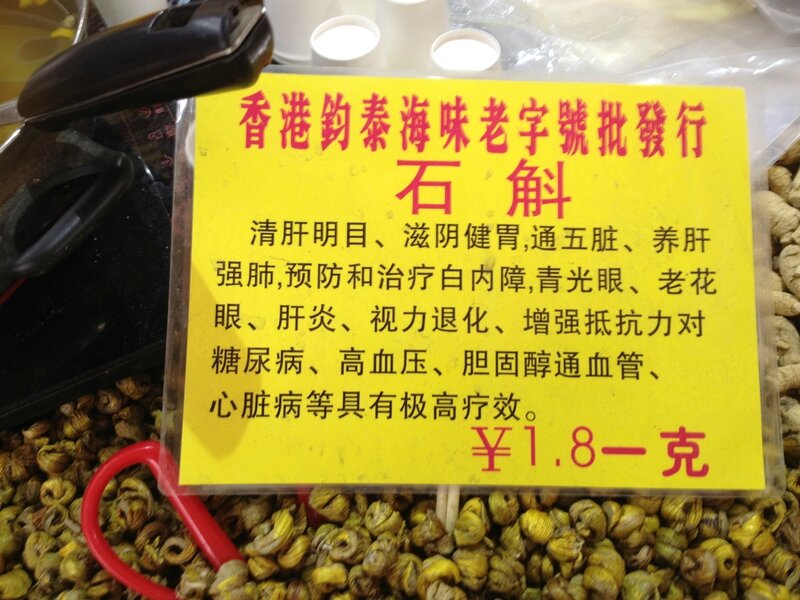 香港鈞泰海味老字號批發行
石斛
清肝明目、滋阴健胃,通五脏、养肝
强肺,预防和治疗白内障,青光眼、老花
眼、肝炎、视力退化、增强抵抗力对
糖尿病、高血压、胆固醇通血管、
心脏病等具有极高疗效。
￥1.8一克